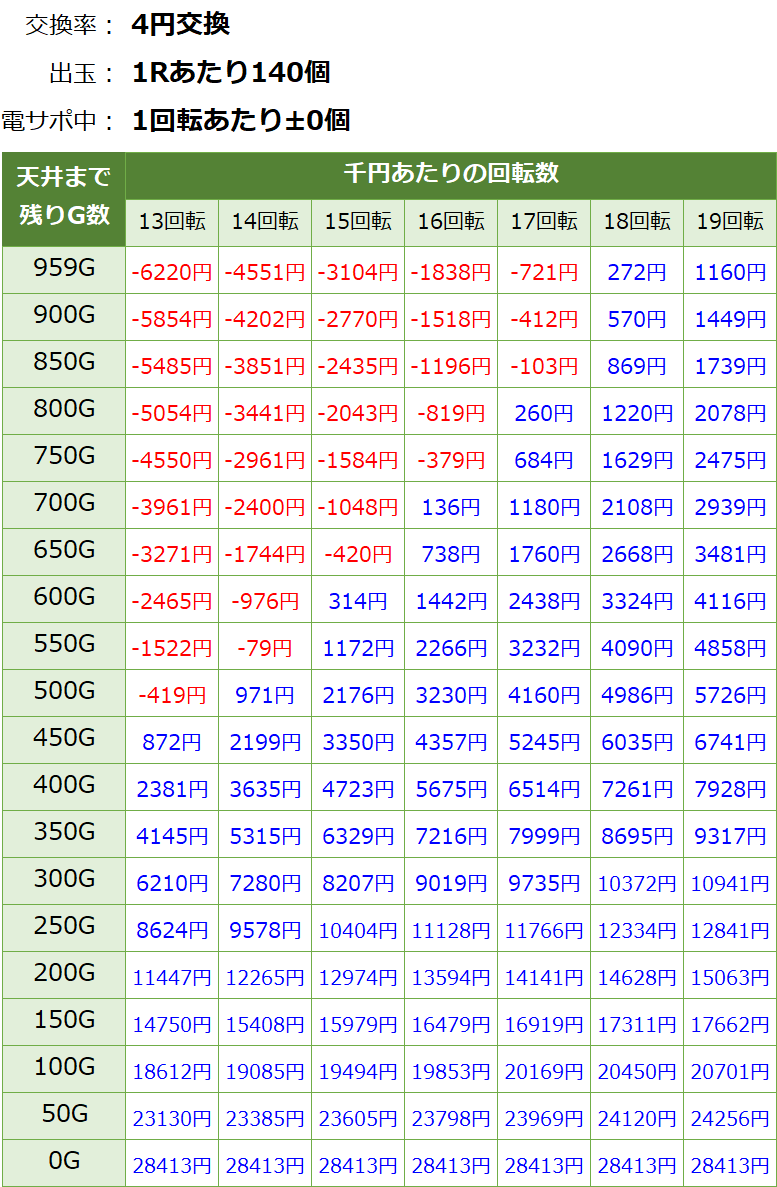 交換率： 4円交換
出玉： 1Rあたり140個
電サポ中： 1回転あたり±0個
天井まで残りG数 千円あたりの回転数
13回転 14回転 15回転 16回転 17回転 18回転 19回転
959G -6220円 -4551円 -3104円 -1838円 -721円 272円 1160円
900G -5854円 -4202円 -2770円 -1518円 -412円 570円 1449円
850G -5485円 -3851円 -2435円 -1196円 -103円 869円 1739円
800G -5054円 -3441円 -2043円 -819円 260円 1220円 2078円
750G -4550円 -2961円 -1584円 -379円 684円 1629円 2475円
700G -3961円 -2400円 -1048円 136円 1180円 2108円 2939円
650G -3271円 -1744円 -420円 738円 1760円 2668円 3481円
600G -2465円 -976円 314円 1442円 2438円 3324円 4116円
550G -1522円 -79円 1172円 2266円 3232円 4090円 4858円
500G -419円 971円 2176円 3230円 4160円 4986円 5726円
450G 872円 2199円 3350円 4357円 5245円 6035円 6741円
400G 2381円 3635円 4723円 5675円 6514円 7261円 7928円
350G 4145円 5315円 6329円 7216円 7999円 8695円 9317円
300G 6210円 7280円 8207円 9019円 9735円 10372円 10941円
250G 8624円 9578円 10404円 11128円 11766円 12334円 12841円
200G 11447円 12265円 12974円 13594円 14141円 14628円 15063円
150G 14750円 15408円 15979円 16479円 16919円 17311円 17662円
100G 18612円 19085円 19494円 19853円 20169円 20450円 20701円
50G 23130円 23385円 23605円 23798円 23969円 24120円 24256円
0G 28413円 28413円 28413円 28413円 28413円 28413円 28413円